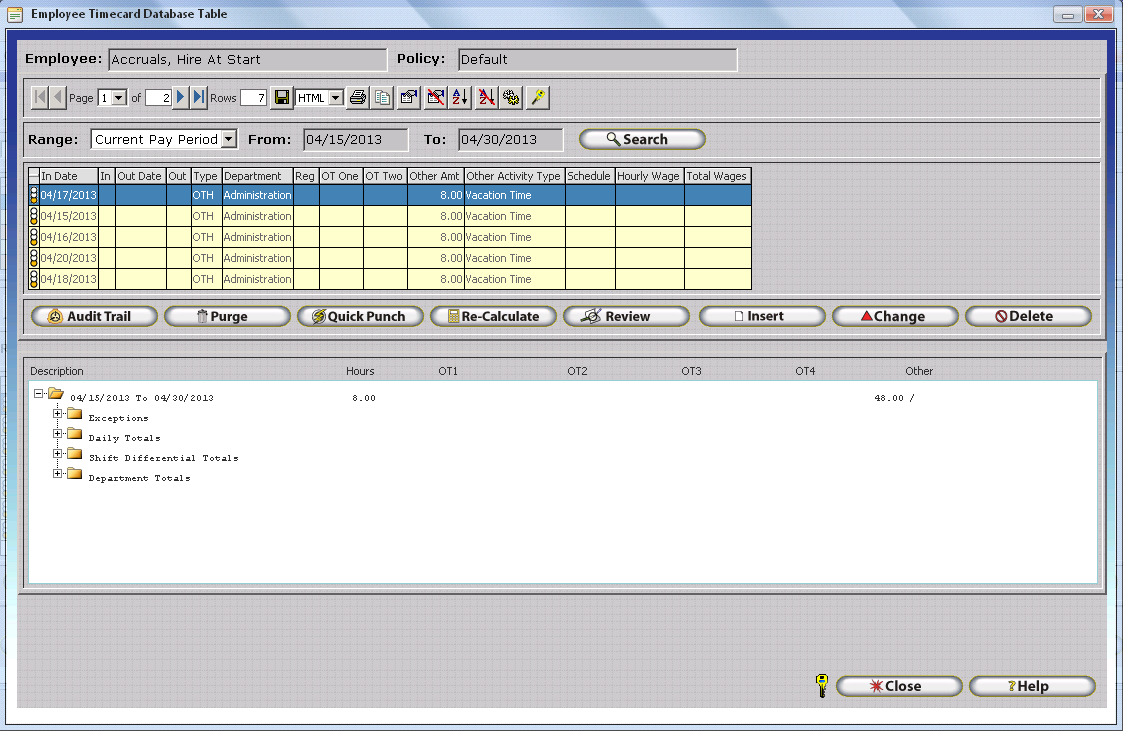 Employee Timecard Database Table
Employee: Accruals, Hire At Start Policy: Default
Page 1 of 2 Rows 7 HTML
Range: Current Pay Period From: 04/15/2013 To: 04/30/2013 Search
In Date In Out Date Out Type Department Reg OT One OT Two Other Amt Other Activity Type Schedule Hourly Wage Total Wages
04/17/2013 OTH Administration 8.00 Vacation Time
04/15/2013 OTH Administration 8.00 Vacation Time
04/16/2013 OTH Administration 8.00 Vacation Time
04/20/2013 OTH Administration 8.00 Vacation Time
04/18/2013 OTH Administration 8.00 Vacation Time
Audit Trail Purge Quick Punch Re-Calculate Review Insert Change Delete
Description Hours OT1 OT2 OT3 OT4 Other
04/15/2013 To 04/30/2013 8.00 48.00 /
Exceptions
Daily Totals
Shift Differential Totals
Department Totals
Close ?Help